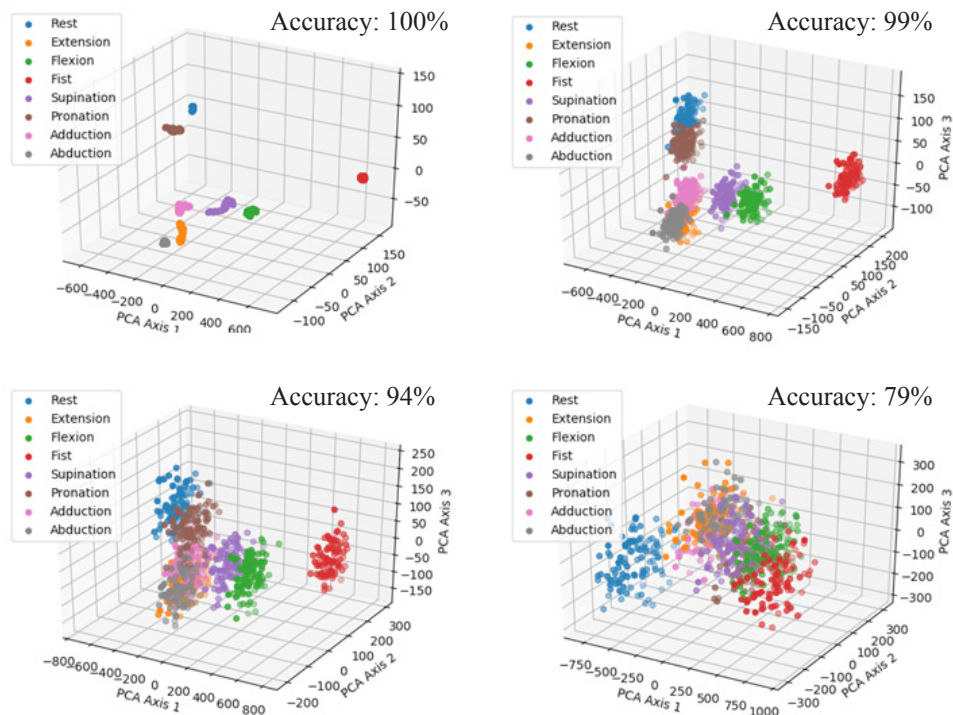 Accuracy: 100%
Rest
Extension
Flexion
Fist
Supination
Pronation
Adduction
Abduction
150
100
50
0
−50
−600
−400
−200
0
200
400
600
PCA Axis 1
−100
−50
0
50
100
150
PCA Axis 2
Accuracy: 99%
Rest
Extension
Flexion
Fist
Supination
Pronation
Adduction
Abduction
150
100
50
0
−50
−100
PCA Axis 3
−600
−400
−200
0
200
400
600
800
PCA Axis 1
−150
−100
−50
0
50
100
150
200
PCA Axis 2
Accuracy: 94%
Rest
Extension
Flexion
Fist
Supination
Pronation
Adduction
Abduction
250
200
150
100
50
0
−50
−100
−150
PCA Axis 3
−800
−600
−400
−200
0
200
400
600
800
PCA Axis 1
−200
−100
0
100
200
300
PCA Axis 2
Accuracy: 79%
Rest
Extension
Flexion
Fist
Supination
Pronation
Adduction
Abduction
300
200
100
0
−100
−200
−300
PCA Axis 3
−750
−500
−250
0
250
500
750
1000
PCA Axis 1
−300
−200
−100
0
100
200
300
PCA Axis 2